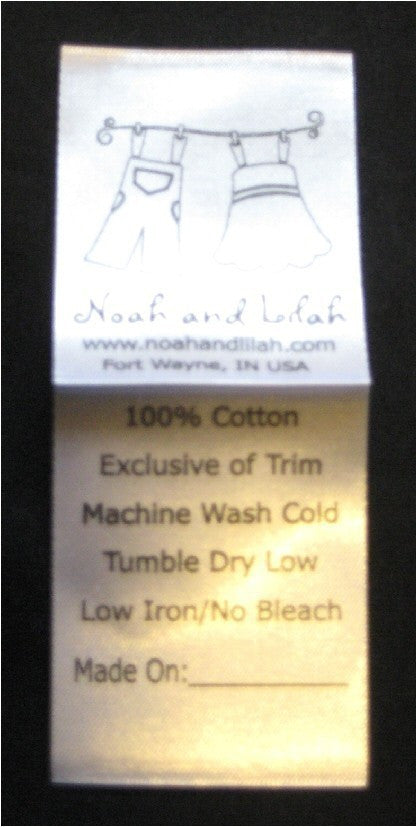 Noah and Lilah
www.noahandlilah.com
Fort Wayne, IN USA
100% Cotton
Exclusive of Trim
Machine Wash Cold
Tumble Dry Low
Low Iron/No Bleach
Made On:___________